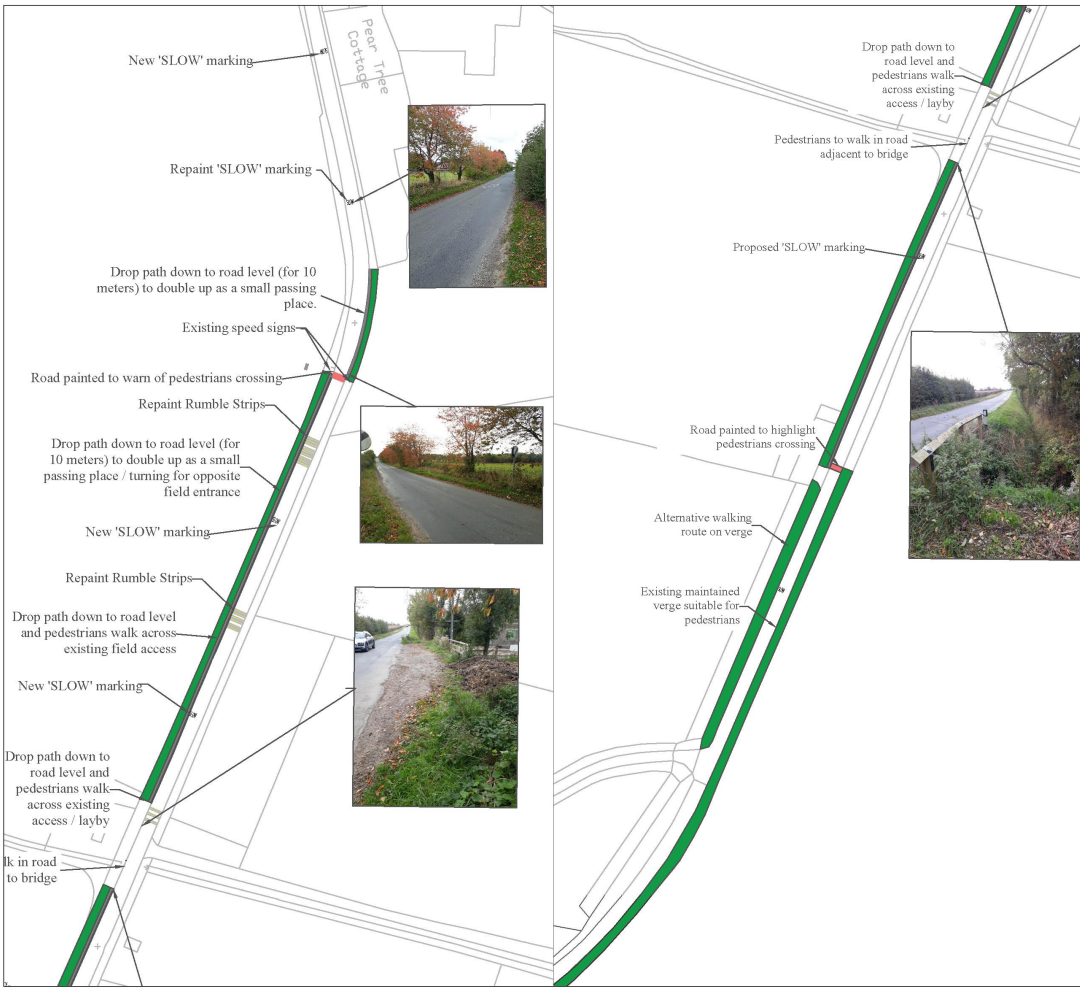 New 'SLOW' marking
Pear Tree
Cottage
Repaint 'SLOW' marking
Drop path down to road level (for 10
meters) to double up as a small passing
place.
Existing speed signs
Road painted to warn of pedestrians crossing
Repaint Rumble Strips
Drop path down to road level (for
10 meters) to double up as a small
passing place / turning for opposite
field entrance
New 'SLOW' marking
Repaint Rumble Strips
Drop path down to road level
and pedestrians walk across
existing field access
New 'SLOW' marking
Drop path down to
road level and
pedestrians walk
across existing
access / layby
lk in road
to bridge
Drop path down to
road level and
pedestrians walk
across existing
access / layby
Pedestrians to walk in road
adjacent to bridge
Proposed 'SLOW' marking
Road painted to highlight
pedestrians crossing
Alternative walking
route on verge
Existing maintained
verge suitable for
pedestrians